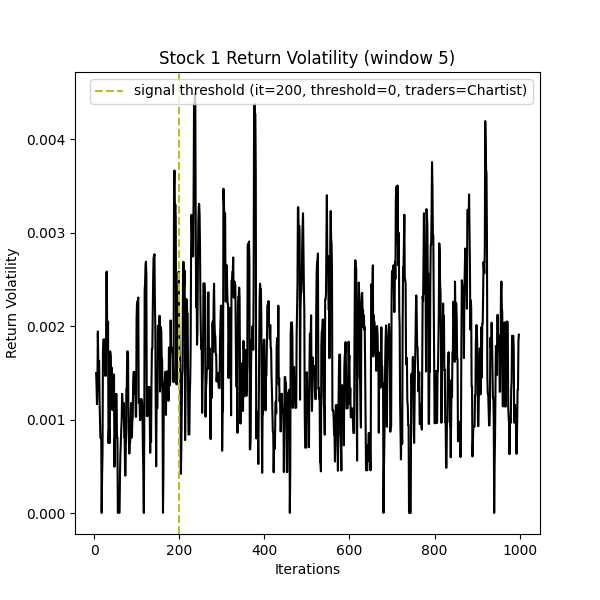 Stock 1 Return Volatility (window 5)
signal threshold (it=200, threshold=0, traders=Chartist)
0.004
0.003
0.002
0.001
0.000
Return Volatility
0 200 400 600 800 1000
Iterations